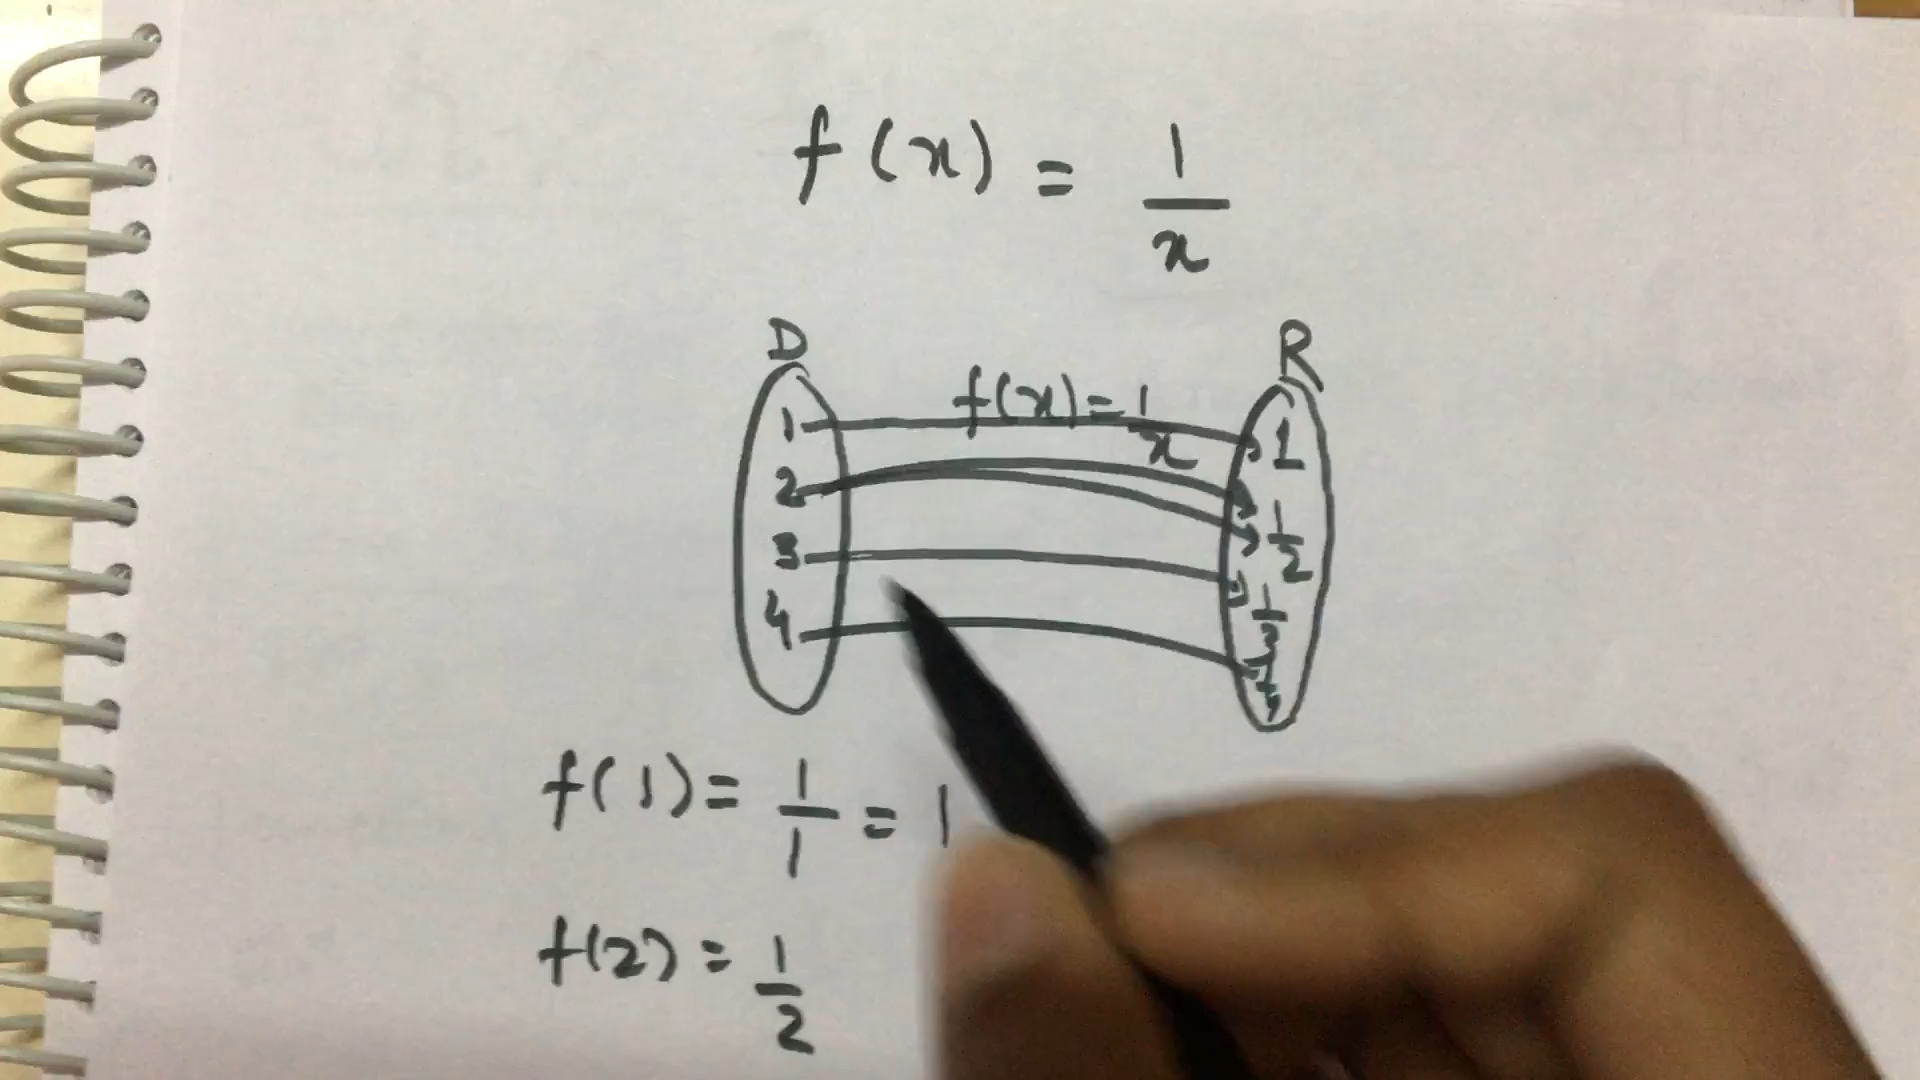 f(x) = 1/x
D R
f(x) = 1/x
1 1
2 1/2
3 1/3
4 1/4
f(1) = 1/1 = 1
f(2) = 1/2